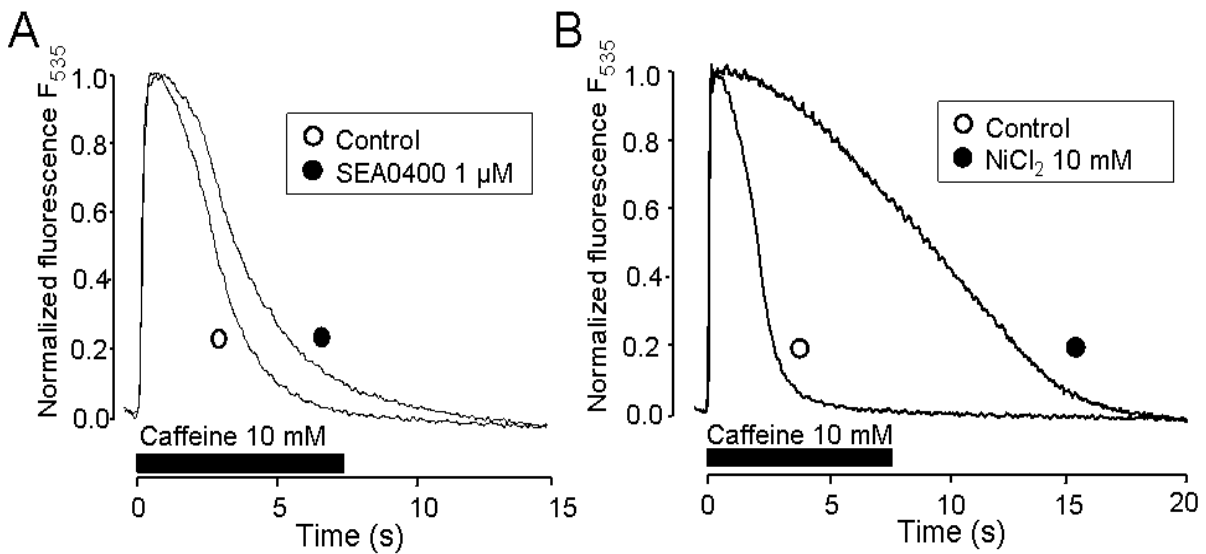 A
Normalized fluorescence F535
1.0
0.8
0.6
0.4
0.2
0.0
Control
SEA0400 1 µM
Caffeine 10 mM
0
5
10
15
Time (s)
B
Normalized fluorescence F535
1.0
0.8
0.6
0.4
0.2
0.0
Control
NiCl2 10 mM
Caffeine 10 mM
0
5
10
15
20
Time (s)